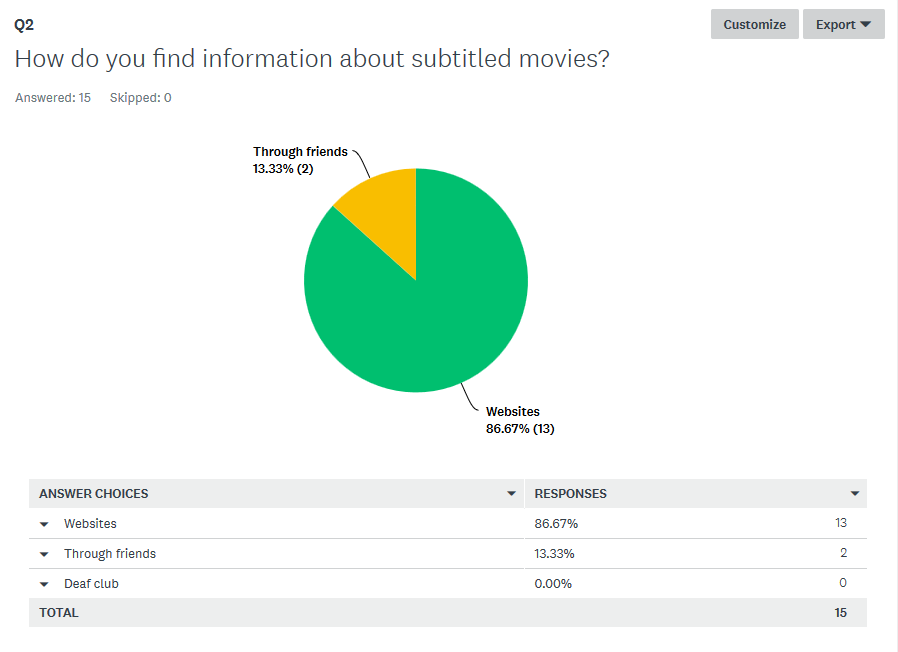 Q2
Customize
Export
How do you find information about subtitled movies?
Answered: 15 Skipped: 0
Through friends
13.33% (2)
Websites
86.67% (13)
ANSWER CHOICES RESPONSES
Websites 86.67% 13
Through friends 13.33% 2
Deaf club 0.00% 0
TOTAL 15